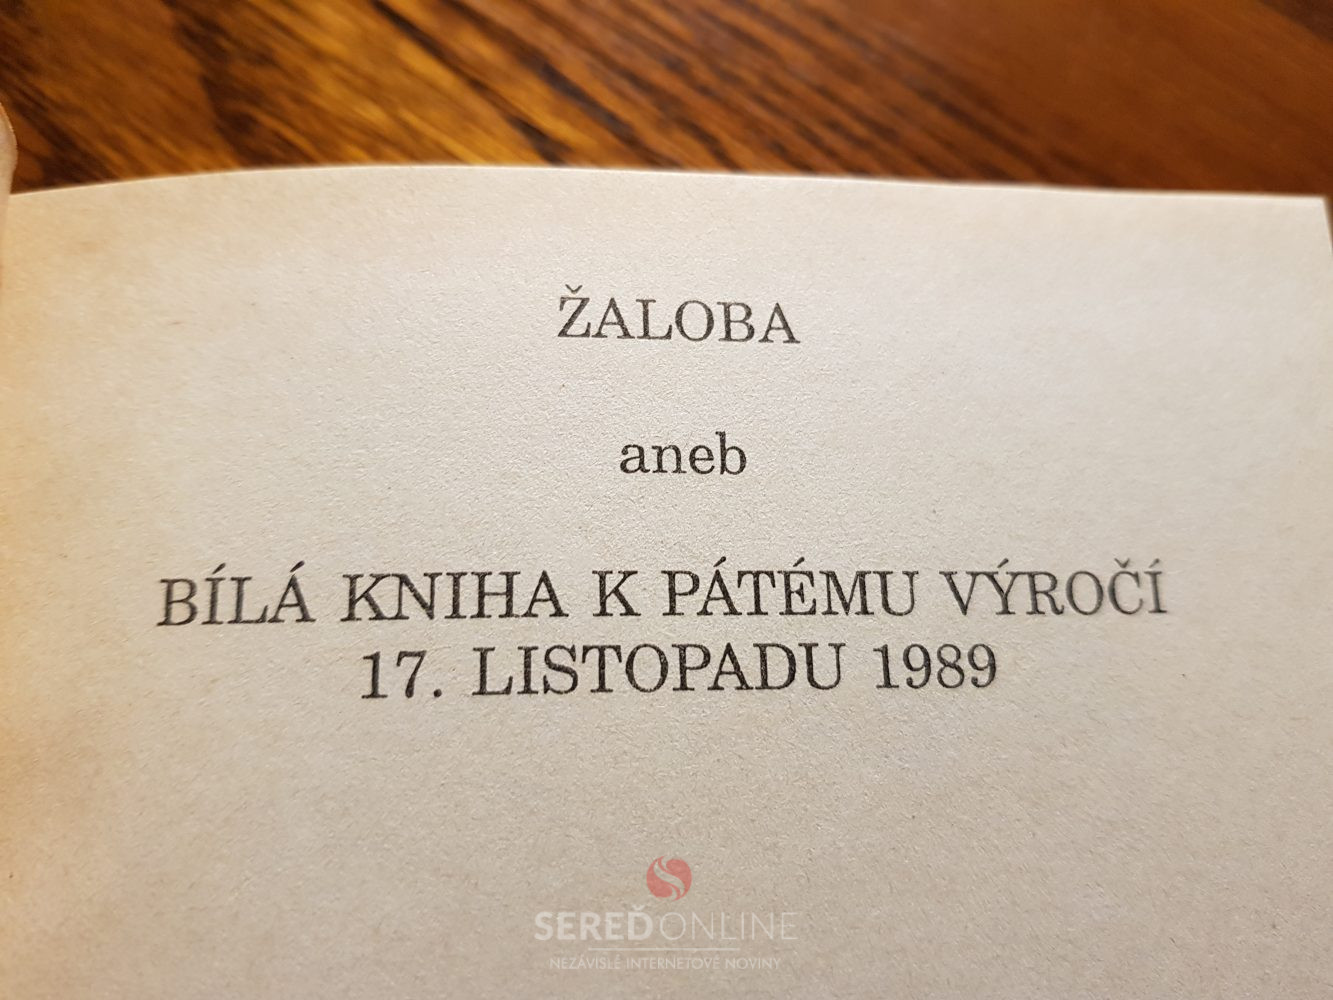 ŽALOBA
aneb
BÍLÁ KNIHA K PÁTÉMU VÝROČÍ
17. LISTOPADU 1989
SEREĎONLINE
NEZÁVISLÉ INTERNETOVÉ NOVINY